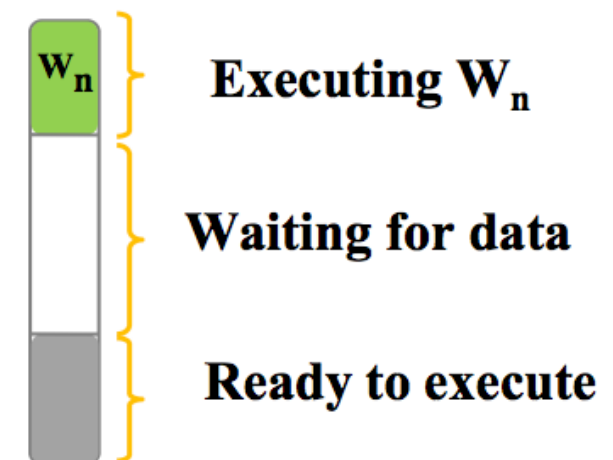 Wn
Executing Wn
Waiting for data
Ready to execute